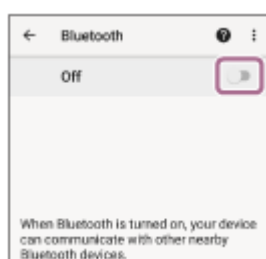 Bluetooth
Off
When Bluetooth is turned on, your device
can communicate with other nearby
Bluetooth devices.